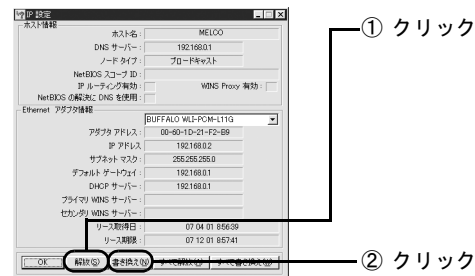 IP 設定
ホスト情報
ホスト名 : MELCO
DNS サーバー : 192.168.0.1
ノード タイプ : ブロードキャスト
NetBIOS スコープ ID :
IP ルーティング有効 : WINS Proxy 有効 :
NetBIOS の解決に DNS を使用 :
Ethernet アダプタ情報
BUFFALO WLI-PCM-L11G
アダプタ アドレス : 00-60-1D-21-F2-B9
IP アドレス 192.168.0.2
サブネット マスク : 255.255.255.0
デフォルト ゲートウェイ : 192.168.0.1
DHCP サーバー : 192.168.0.1
プライマリ WINS サーバー :
セカンダリ WINS サーバー :
リース取得日 : 07 04 01 8:56:39
リース期限 : 07 12 01 8:57:41
OK 解放(S) 書き換え(N) すべて解放(A) すべて書き換え(W)
① クリック
② クリック